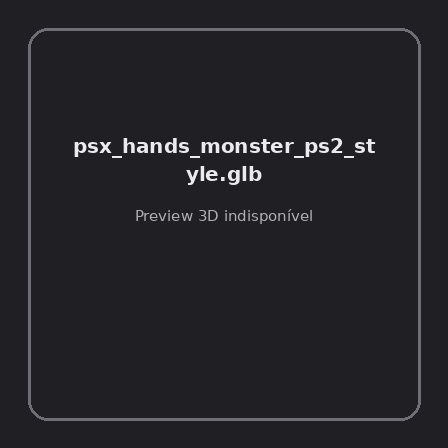 psx_hands_monster_ps2_st
yle.glb
Preview 3D indisponível